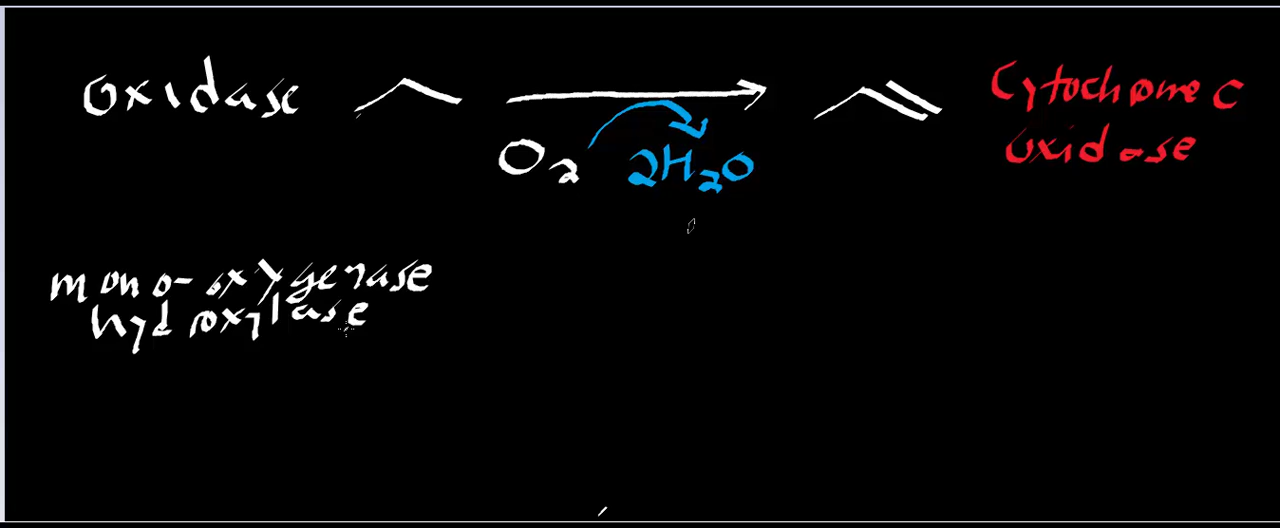 oxidase
O2 2H2O
Cytochrome C
oxidase
mono-oxygenase
hydroxylase